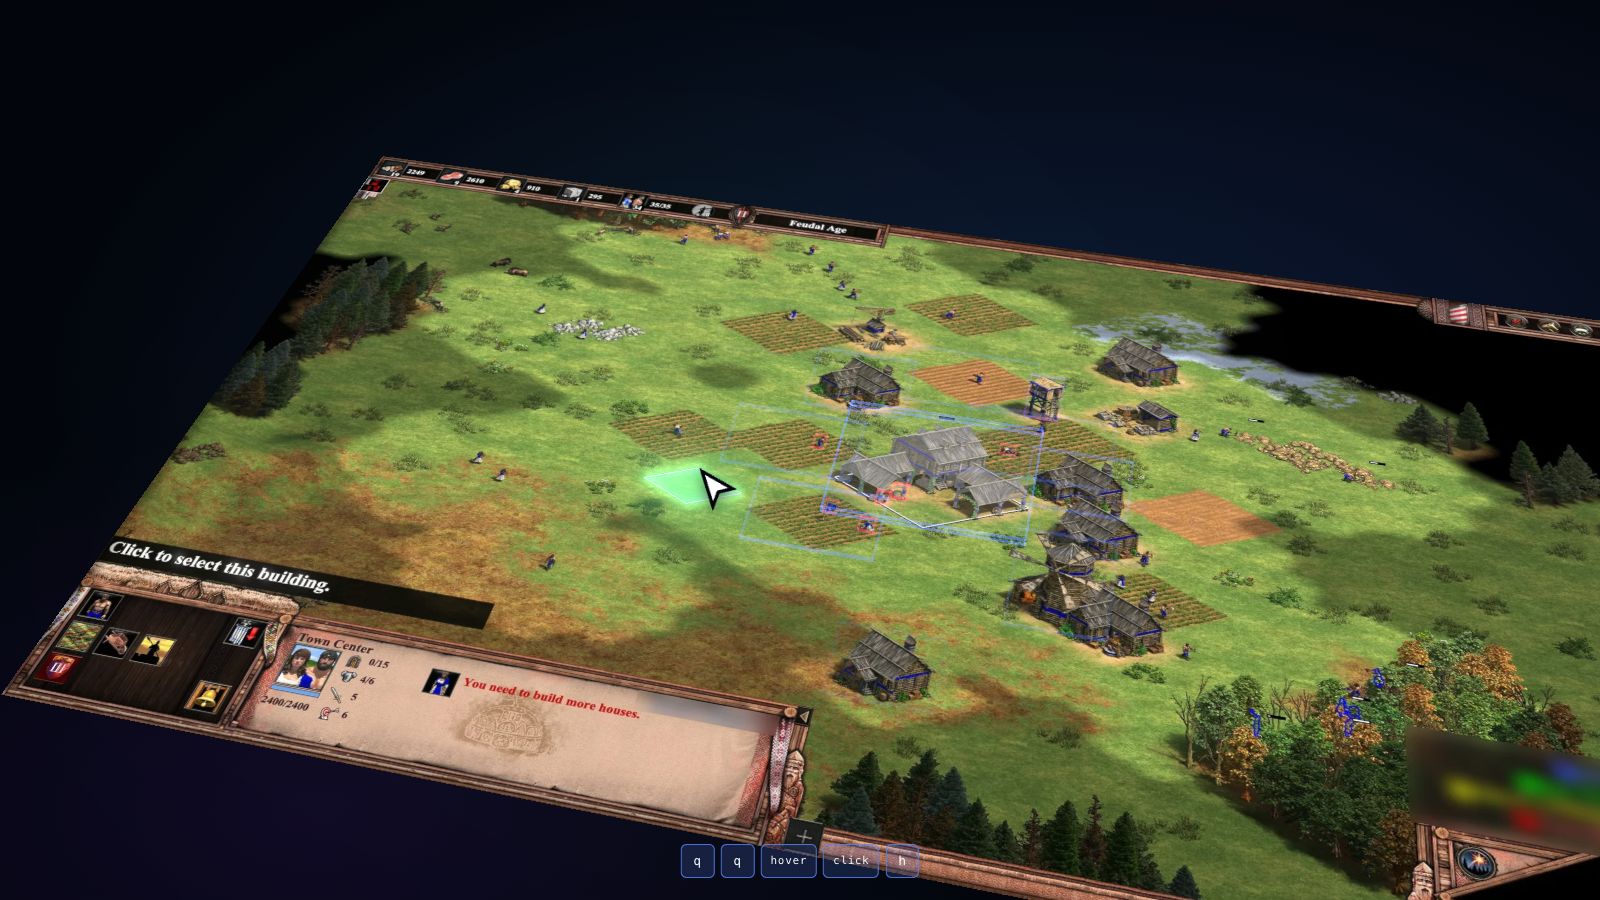 2249 2610 910 295 35/35 Feudal Age
Click to select this building.
Town Center
0/15
4/6
5
6
2400/2400
You need to build more houses.
q q hover click h